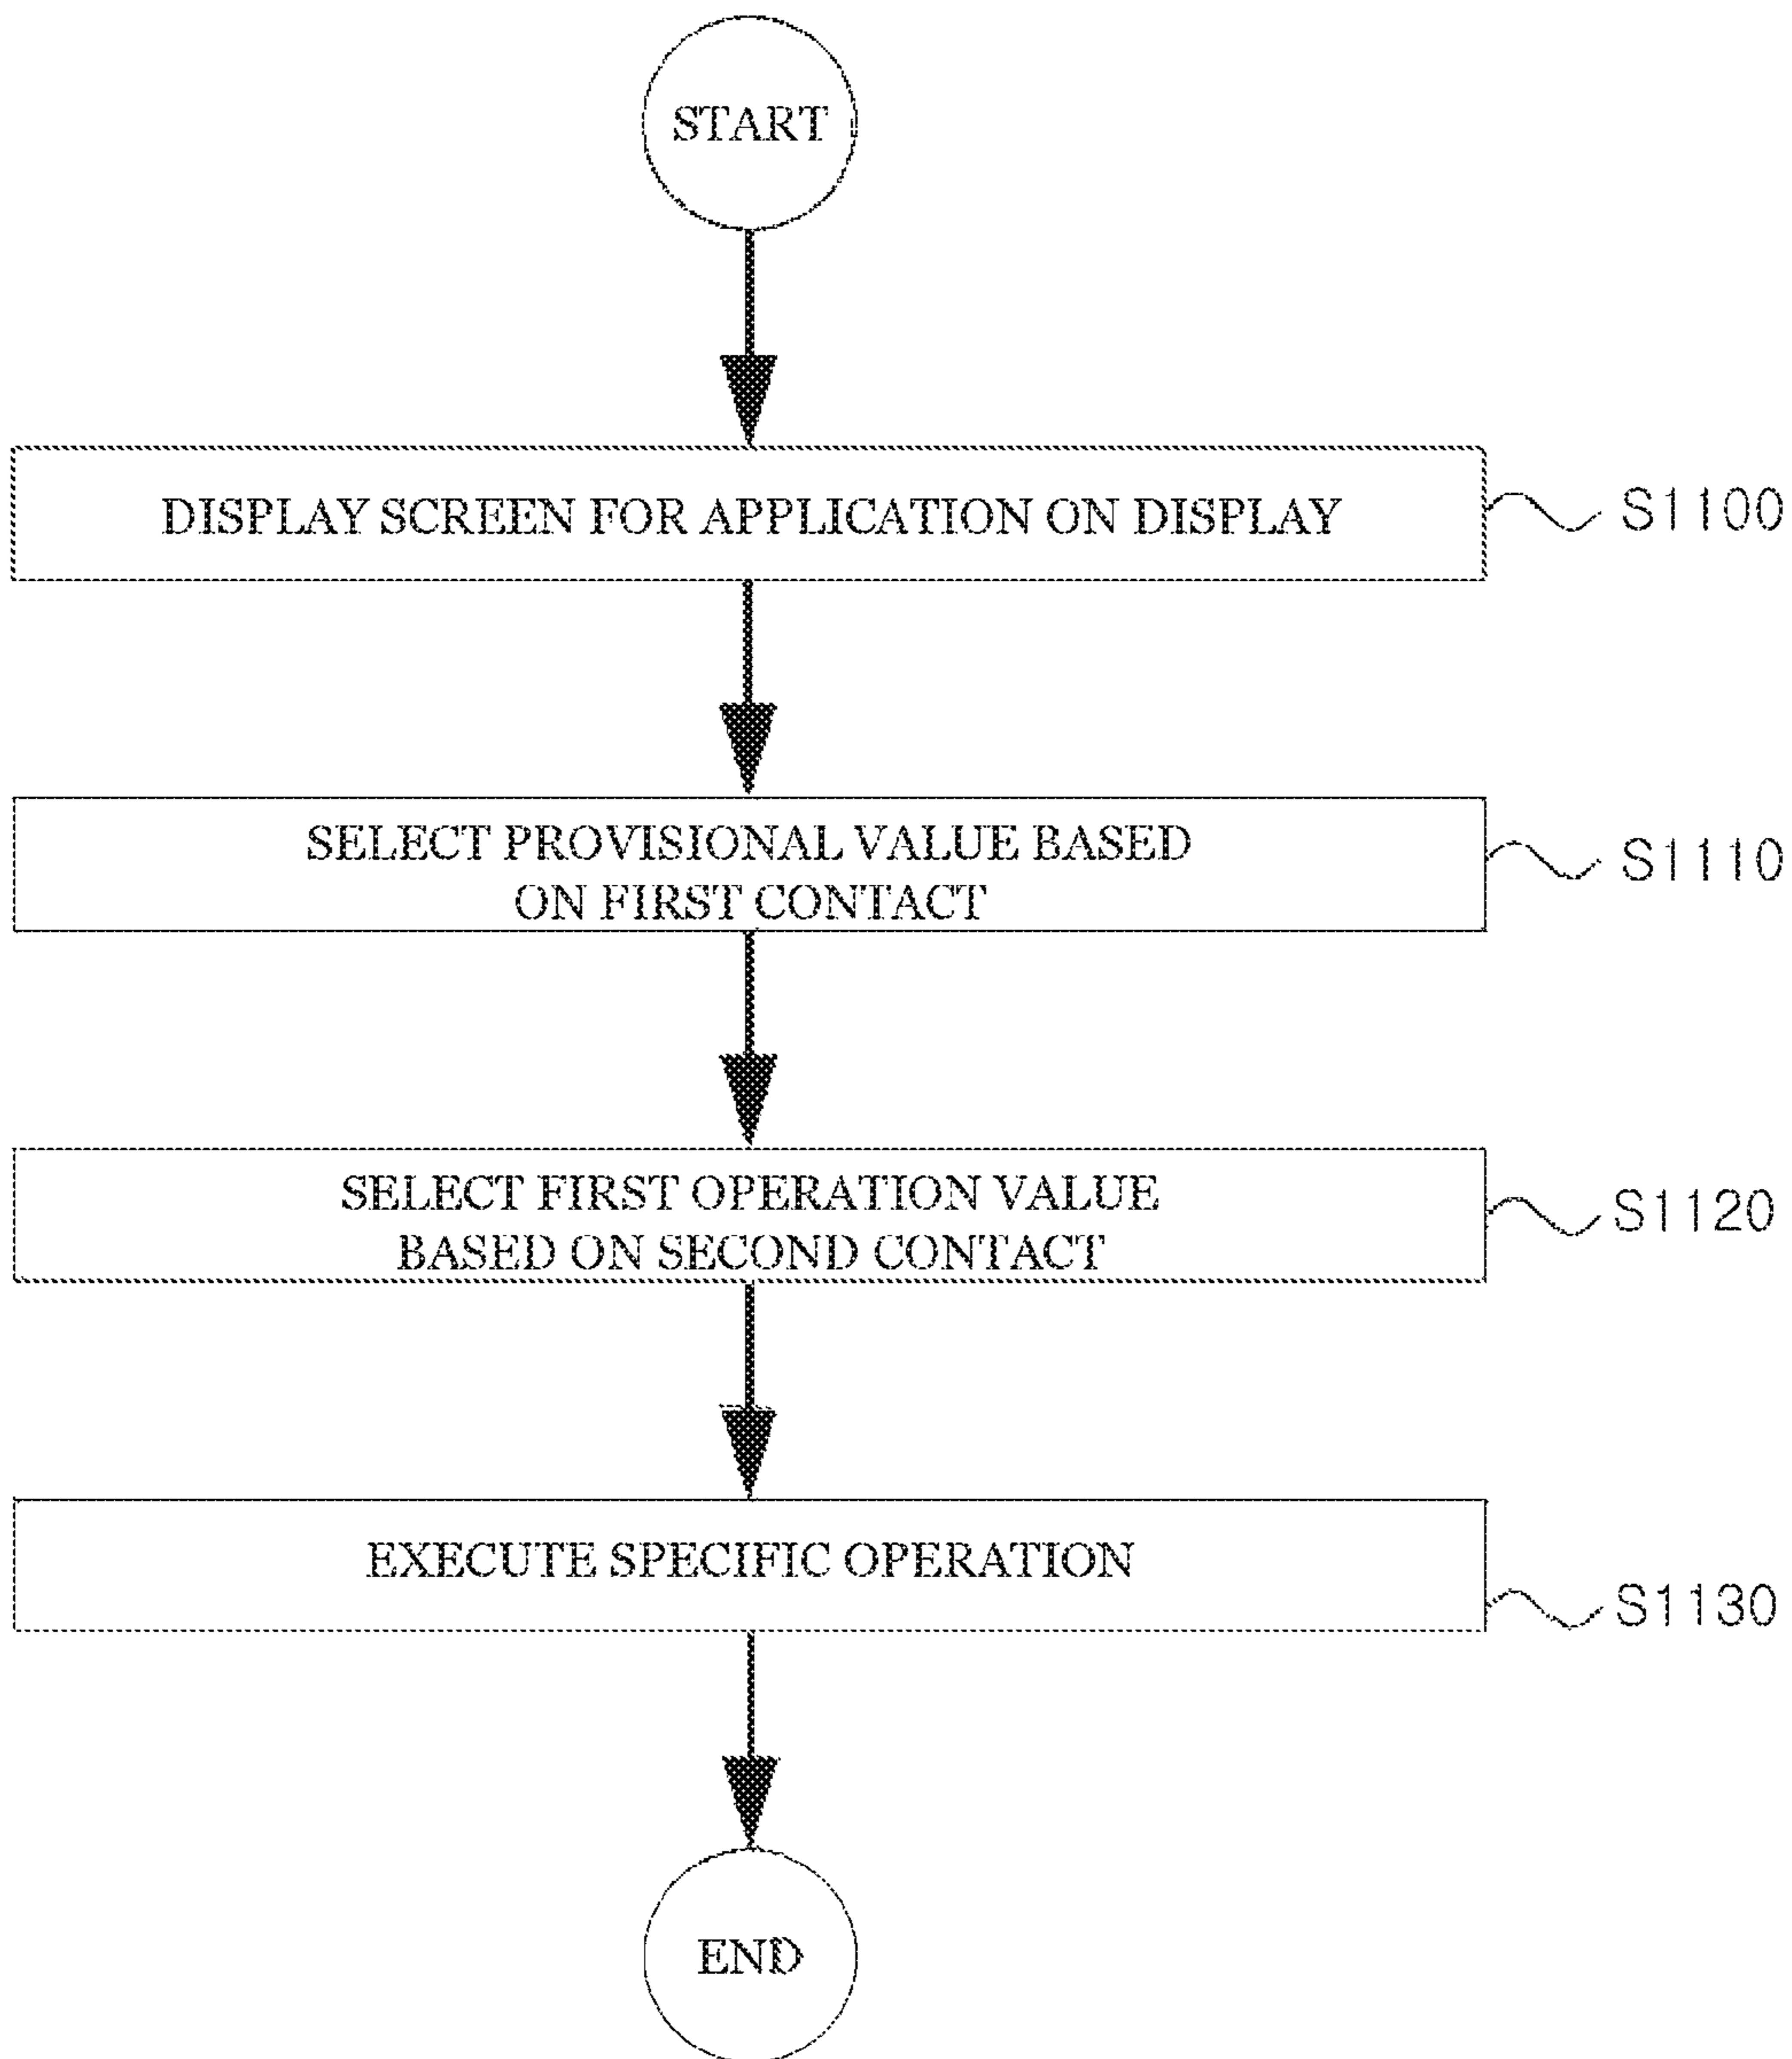 START
DISPLAY SCREEN FOR APPLICATION ON DISPLAY
S1100
SELECT PROVISIONAL VALUE BASED
ON FIRST CONTACT
S1110
SELECT FIRST OPERATION VALUE
BASED ON SECOND CONTACT
S1120
EXECUTE SPECIFIC OPERATION
S1130
END